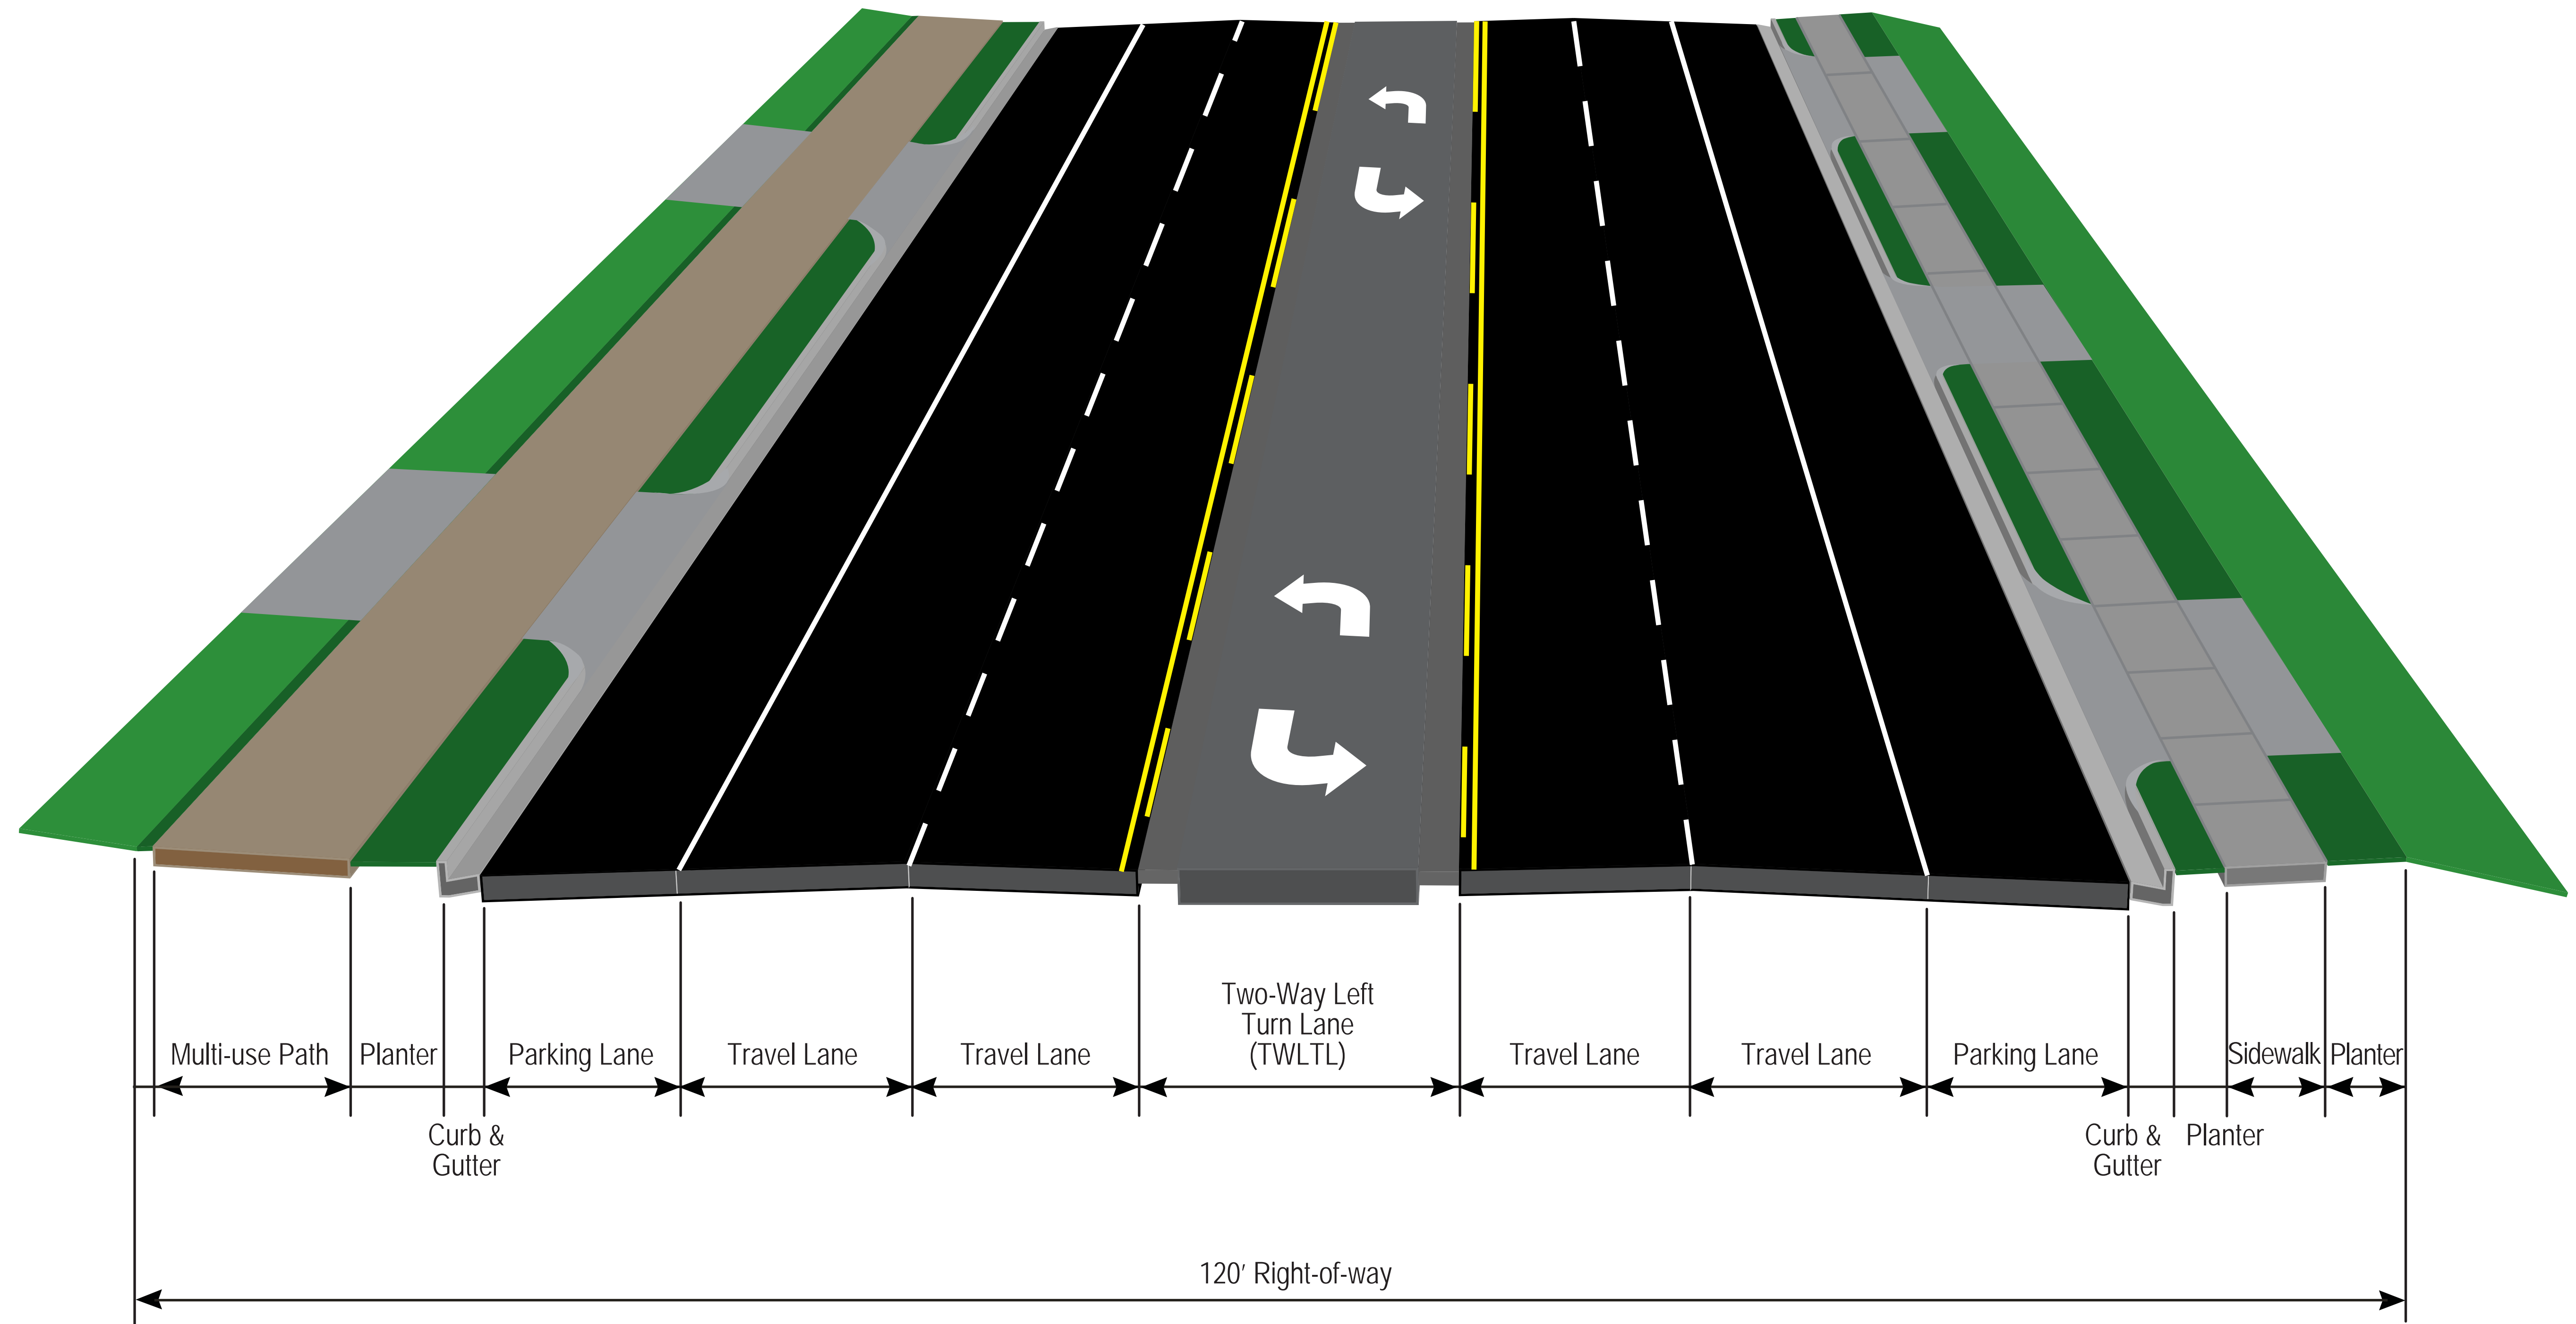 Two-Way Left
Turn Lane
(TWLTL)
Multi-use Path
Planter
Parking Lane
Travel Lane
Travel Lane
Travel Lane
Travel Lane
Parking Lane
Sidewalk
Planter
Curb &
Gutter
Curb &
Gutter
Planter
120′ Right-of-way